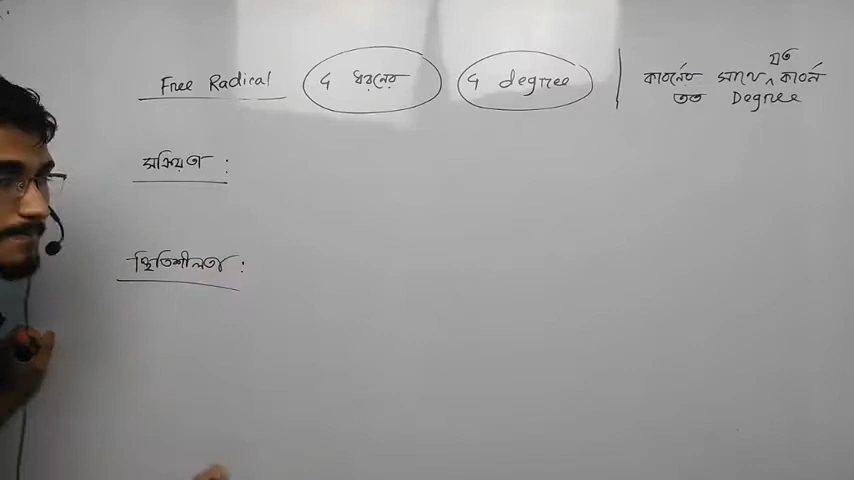 Free Radical 4 ধরনের 4 degree কার্বনের সাথে যত কার্বন
তত Degree
সক্রিয়তা :
স্থিতিশীলতা :